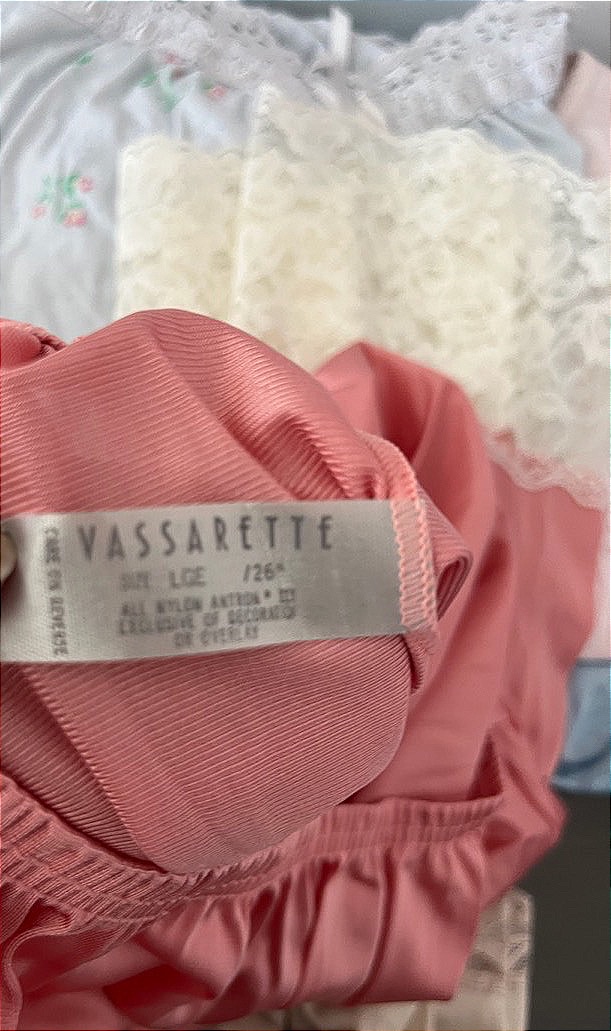 VASSARETTE
SIZE LGE /26"
ALL NYLON ANTRON® III
EXCLUSIVE OF DECORATION
OR OVERLAY
CARE ON REVERSE